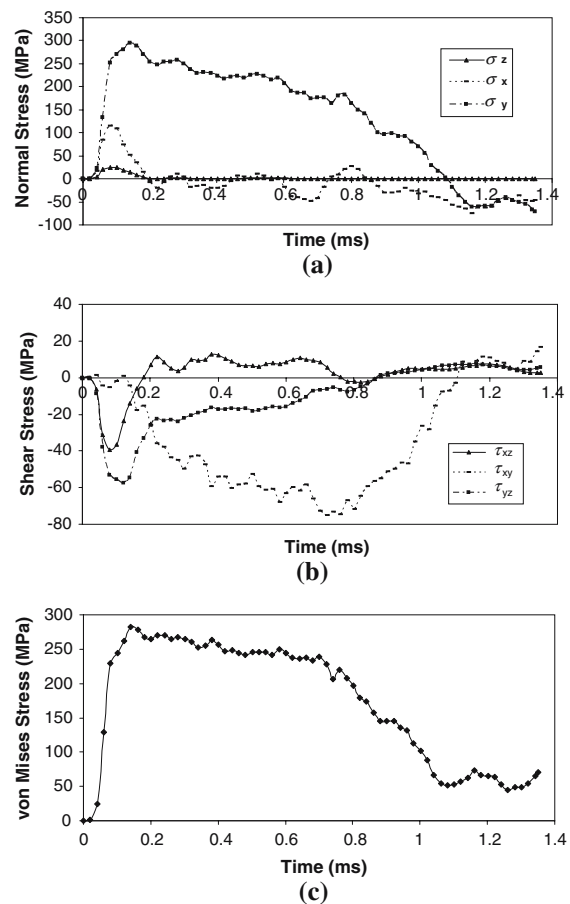 350
300
250
200
150
100
50
0
-50
-100
0 0.2 0.4 0.6 0.8 1.0 1.2 1.4
Normal Stress (MPa)
σ z
σ x
σ y
Time (ms)
(a)
40
20
0
-20
-40
-60
-80
0 0.2 0.4 0.6 0.8 1.0 1.2 1.4
Shear Stress (MPa)
τxz
τxy
τyz
Time (ms)
(b)
300
250
200
150
100
50
0
0 0.2 0.4 0.6 0.8 1 1.2 1.4
von Mises Stress (MPa)
Time (ms)
(c)